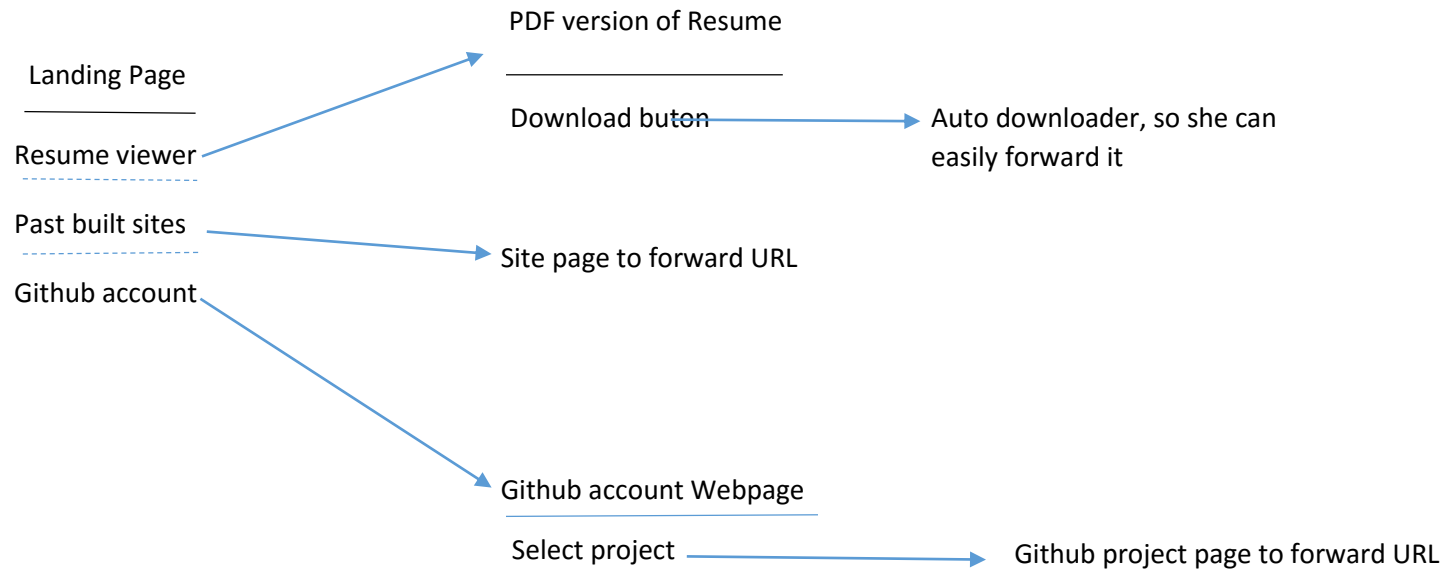 PDF version of Resume
Landing Page
Download buton
Auto downloader, so she can
easily forward it
Resume viewer
Past built sites
Site page to forward URL
Github account
Github account Webpage
Select project
Github project page to forward URL